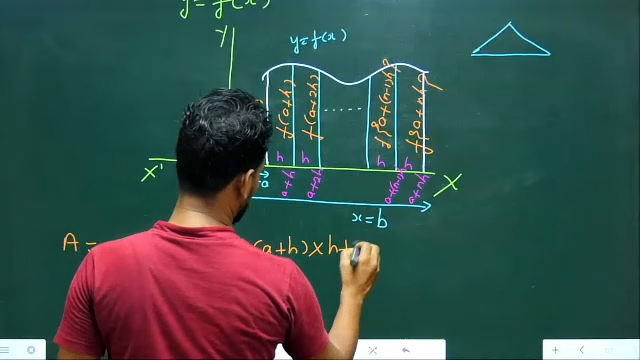 y = f(x)
Y
y = f(x)
f(a+h)
f(a+2h)
......
f{a+(n-1)h}
f{a+nh}
h
h
h
h
X'
a
a+h
a+2h
a+(n-1)h
a+nh
X
x = b
A =
(a+h)×h+